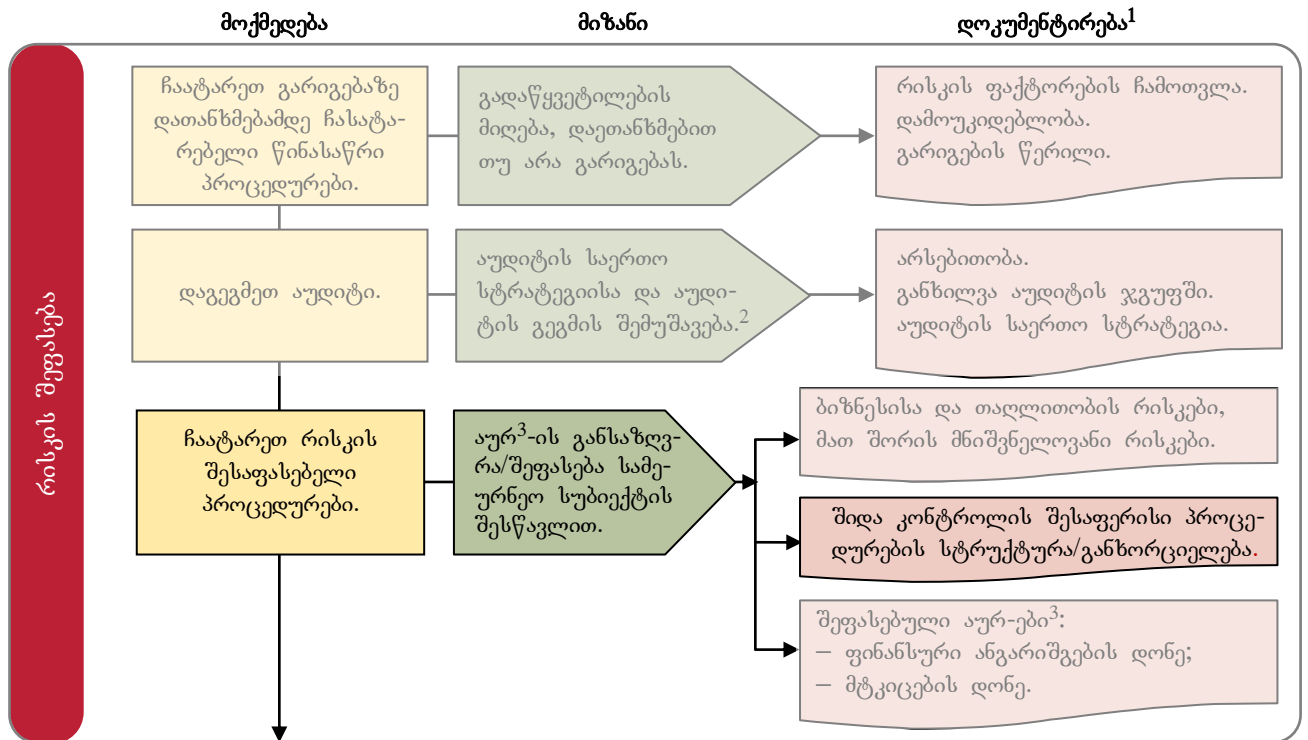 მოქმედება
მიზანი
დოკუმენტირება1
რისკის შეფასება
ჩაატარეთ გარიგებაზე
დათანხმებამდე ჩასატა-
რებელი წინასაწრი
პროცედურები.
გადაწყვეტილების
მიღება, დაეთანხმებით
თუ არა გარიგებას.
რისკის ფაქტორების ჩამოთვლა.
დამოუკიდებლობა.
გარიგების წერილი.
დაგეგმეთ აუდიტი.
აუდიტის საერთო
სტრატეგიისა და აუდი-
ტის გეგმის შემუშავება.2
არსებითობა.
განხილვა აუდიტის ჯგუფში.
აუდიტის საერთო სტრატეგია.
ჩაატარეთ რისკის
შესაფასებელი
პროცედურები.
აურ3-ის განსაზღვ-
რა/შეფასება სამე-
ურნეო სუბიექტის
შესწავლით.
ბიზნესისა და თაღლითობის რისკები,
მათ შორის მნიშვნელოვანი რისკები.
შიდა კონტროლის შესაფერისი პროცე-
დურების სტრუქტურა/განხორციელება.
შეფასებული აურ-ები3:
– ფინანსური ანგარიშგების დონე;
– მტკიცების დონე.